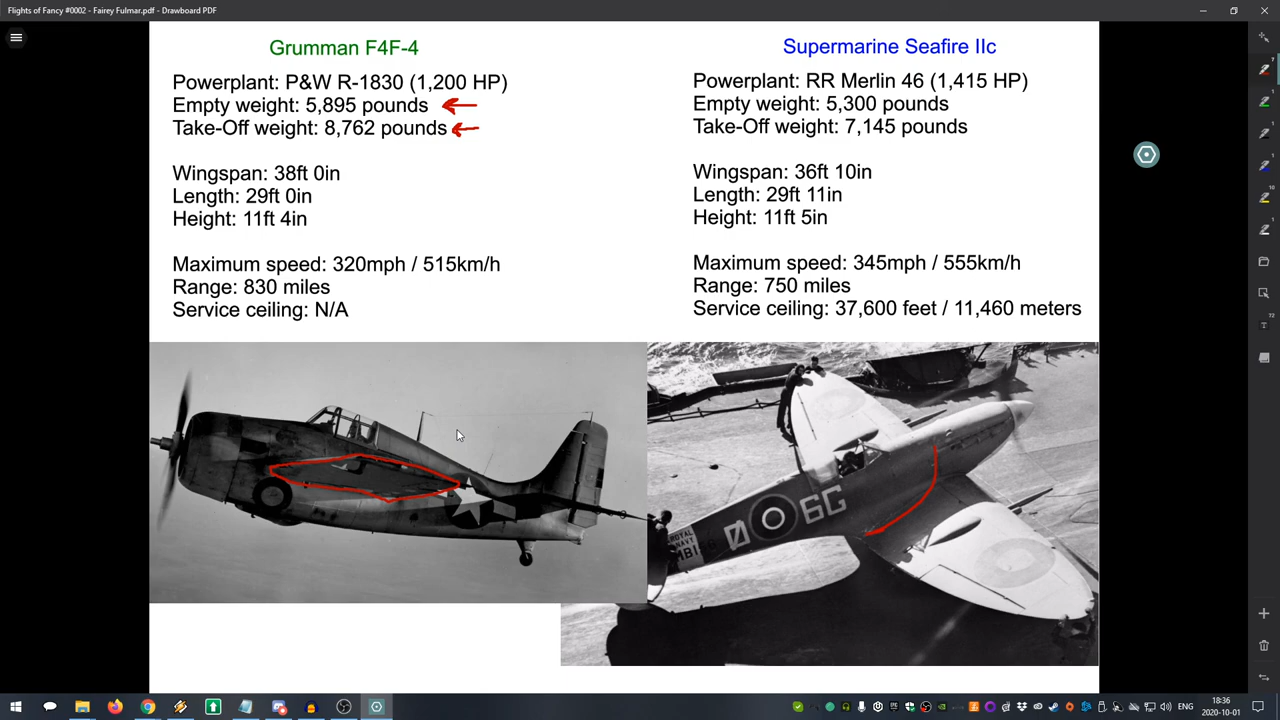 Flights of Fancy #0002 - Fairey Fulmar.pdf - Drawboard PDF
Grumman F4F-4
Powerplant: P&W R-1830 (1,200 HP)
Empty weight: 5,895 pounds
Take-Off weight: 8,762 pounds
Wingspan: 38ft 0in
Length: 29ft 0in
Height: 11ft 4in
Maximum speed: 320mph / 515km/h
Range: 830 miles
Service ceiling: N/A
Supermarine Seafire IIc
Powerplant: RR Merlin 46 (1,415 HP)
Empty weight: 5,300 pounds
Take-Off weight: 7,145 pounds
Wingspan: 36ft 10in
Length: 29ft 11in
Height: 11ft 5in
Maximum speed: 345mph / 555km/h
Range: 750 miles
Service ceiling: 37,600 feet / 11,460 meters
Ø 6G
ROYAL
NAVY
ENG
18:36
2020-10-01